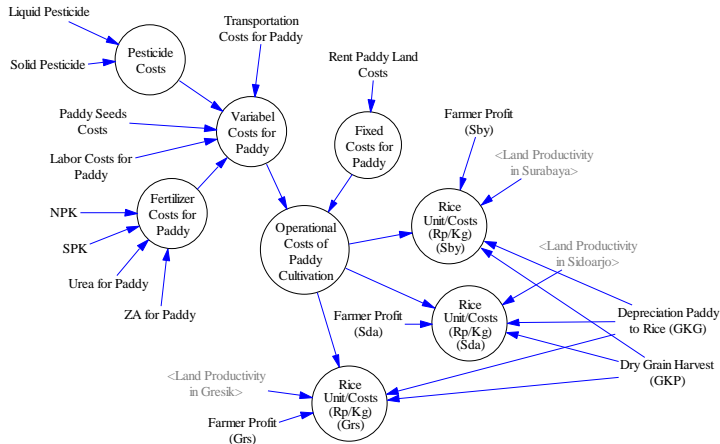 Liquid Pesticide
Solid Pesticide
Pesticide
Costs
Transportation
Costs for Paddy
Rent Paddy Land
Costs
Paddy Seeds
Costs
Labor Costs for
Paddy
Variabel
Costs for
Paddy
Fixed
Costs for
Paddy
Farmer Profit
(Sby)
<Land Productivity
in Surabaya>
NPK
SPK
Urea for Paddy
ZA for Paddy
Fertilizer
Costs for
Paddy
Operational
Costs of
Paddy
Cultivation
Rice
Unit/Costs
(Rp/Kg)
(Sby)
<Land Productivity
in Sidoarjo>
Farmer Profit
(Sda)
Rice
Unit/Costs
(Rp/Kg)
(Sda)
Depreciation Paddy
to Rice (GKG)
Dry Grain Harvest
(GKP)
<Land Productivity
in Gresik>
Farmer Profit
(Grs)
Rice
Unit/Costs
(Rp/Kg)
(Grs)